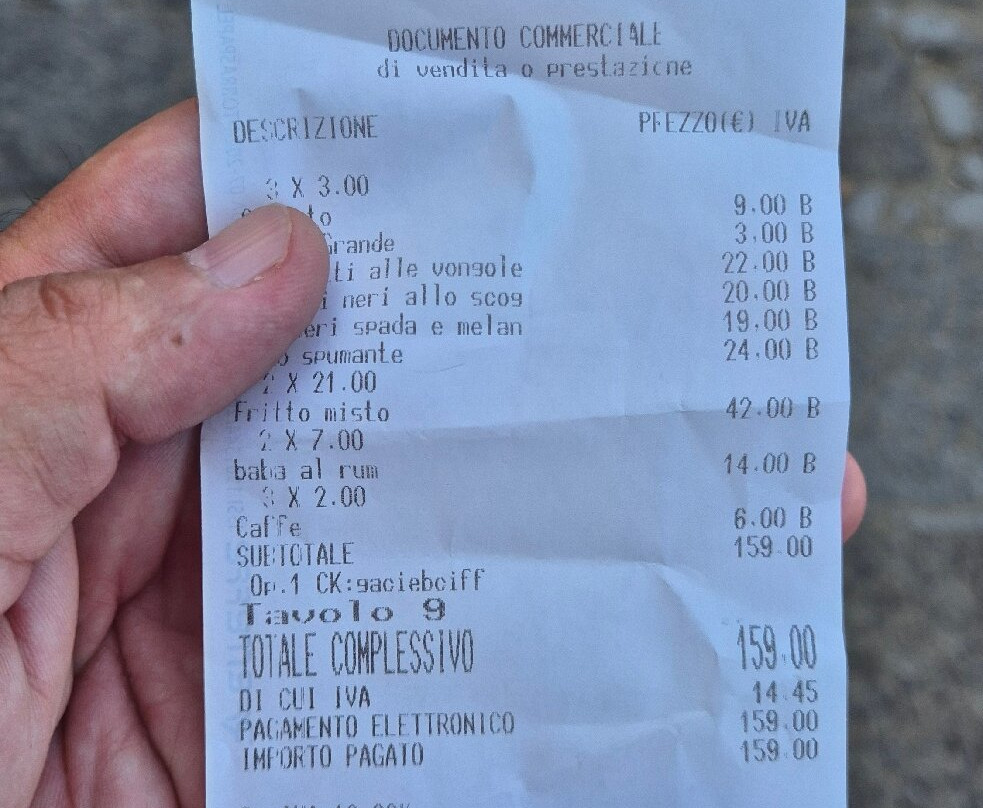 DOCUMENTO COMMERCIALE
di vendita o prestazione
DESCRIZIONE PREZZO(€) IVA
3 X 3.00
9.00 B
Grande 3.00 B
alle vongole 22.00 B
neri allo scog 20.00 B
spada e melan 19.00 B
spumante 24.00 B
2 X 21.00
Fritto misto 42.00 B
2 X 7.00
baba al rum 14.00 B
3 X 2.00
Caffe 6.00 B
SUBTOTALE 159.00
Op.1 CK:gaciebciff
Tavolo 9
TOTALE COMPLESSIVO 159.00
DI CUI IVA 14.45
PAGAMENTO ELETTRONICO 159.00
IMPORTO PAGATO 159.00